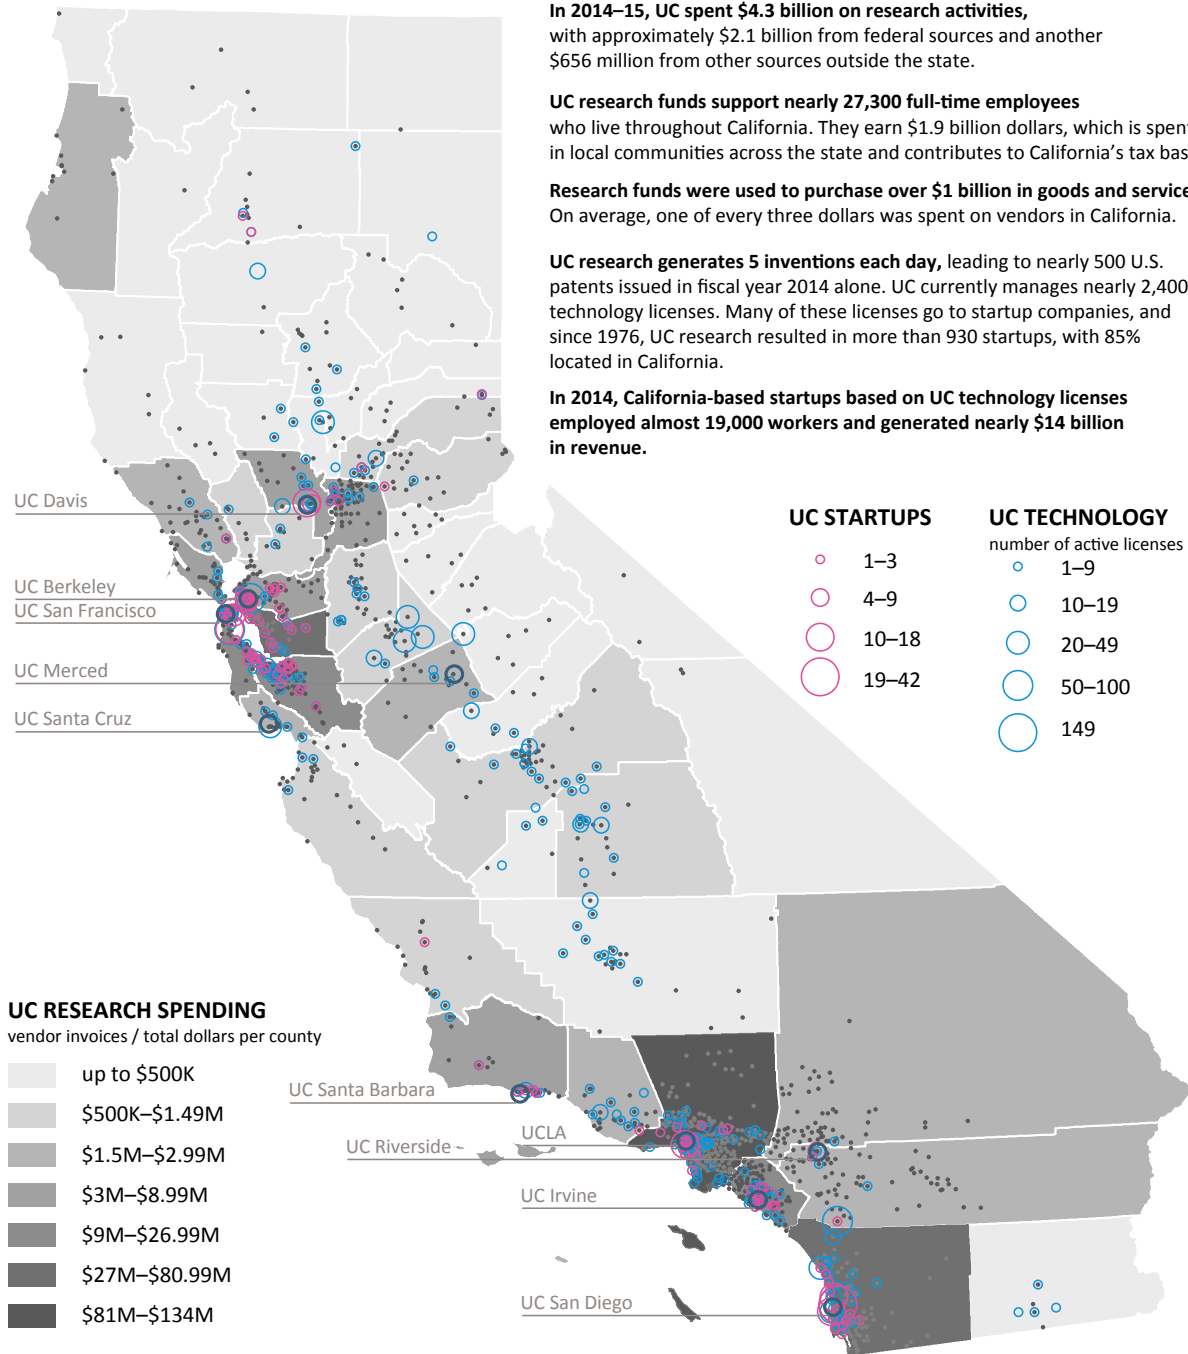 In 2014–15, UC spent $4.3 billion on research activities,
with approximately $2.1 billion from federal sources and another
$656 million from other sources outside the state.
UC research funds support nearly 27,300 full-time employees
who live throughout California. They earn $1.9 billion dollars, which is spent
in local communities across the state and contributes to California's tax bas
Research funds were used to purchase over $1 billion in goods and service
On average, one of every three dollars was spent on vendors in California.
UC research generates 5 inventions each day, leading to nearly 500 U.S.
patents issued in fiscal year 2014 alone. UC currently manages nearly 2,400
technology licenses. Many of these licenses go to startup companies, and
since 1976, UC research resulted in more than 930 startups, with 85%
located in California.
In 2014, California-based startups based on UC technology licenses
employed almost 19,000 workers and generated nearly $14 billion
in revenue.
UC STARTUPS
1–3
4–9
10–18
19–42
UC TECHNOLOGY
number of active licenses
1–9
10–19
20–49
50–100
149
UC Davis
UC Berkeley
UC San Francisco
UC Merced
UC Santa Cruz
UC RESEARCH SPENDING
vendor invoices / total dollars per county
up to $500K
$500K–$1.49M
$1.5M–$2.99M
$3M–$8.99M
$9M–$26.99M
$27M–$80.99M
$81M–$134M
UC Santa Barbara
UCLA
UC Riverside
UC Irvine
UC San Diego